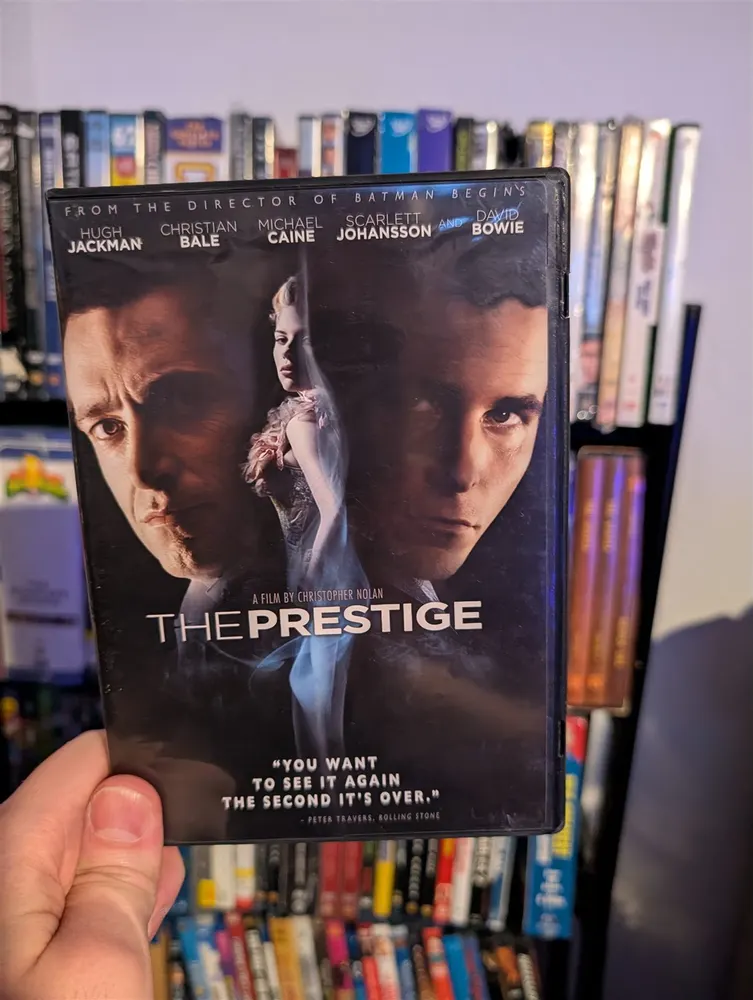 FROM THE DIRECTOR OF BATMAN BEGINS
HUGH JACKMAN CHRISTIAN BALE MICHAEL CAINE SCARLETT JOHANSSON AND DAVID BOWIE
A FILM BY CHRISTOPHER NOLAN
THE PRESTIGE
"YOU WANT
TO SEE IT AGAIN
THE SECOND IT'S OVER."
- PETER TRAVERS, ROLLING STONE